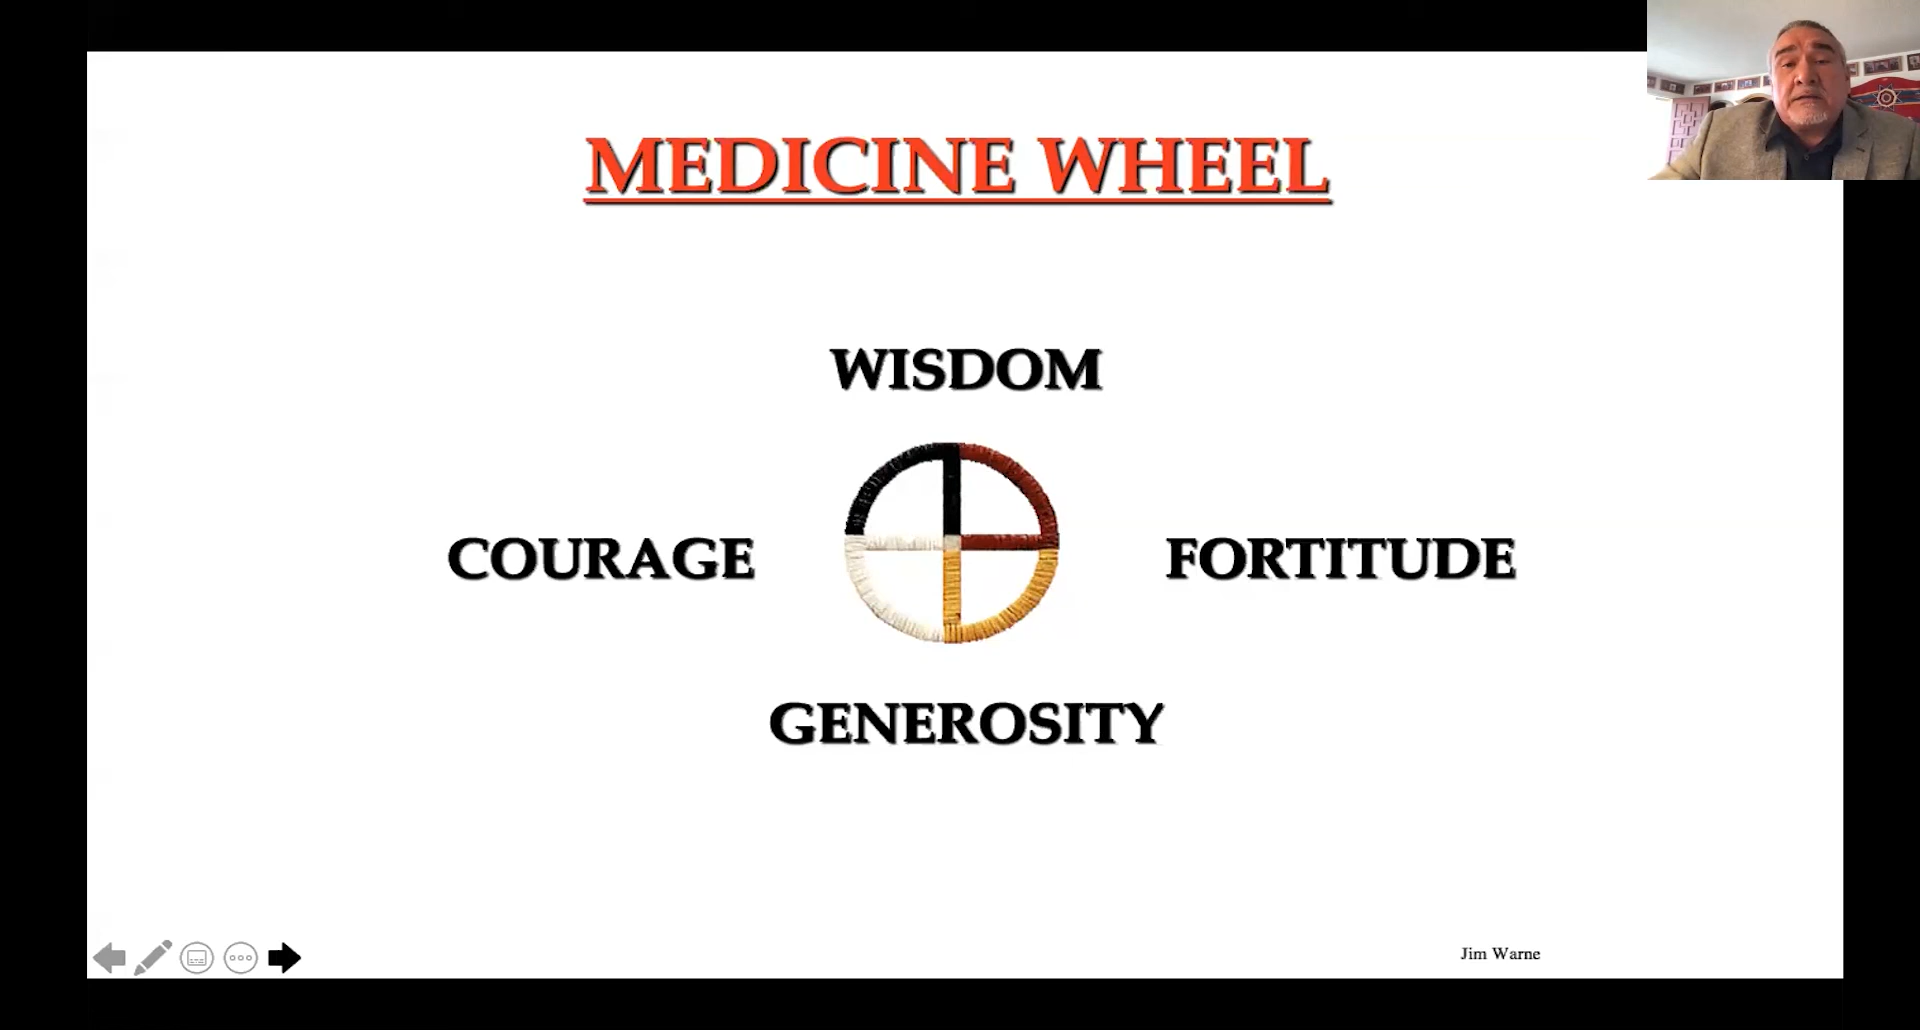 MEDICINE WHEEL
WISDOM
COURAGE
FORTITUDE
GENEROSITY
Jim Warne